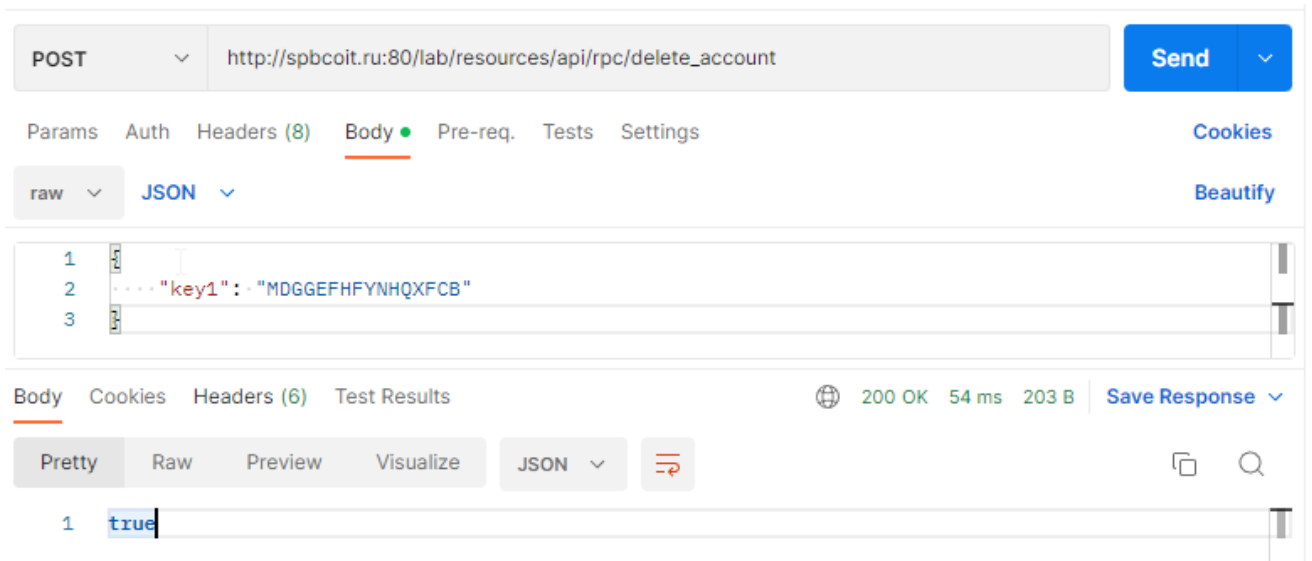 POST http://spbcoit.ru:80/lab/resources/api/rpc/delete_account Send
Params Auth Headers (8) Body Pre-req. Tests Settings Cookies
raw JSON Beautify
1 {
2 "key1": "MDGGEFHFYNHQXFCB"
3 }
Body Cookies Headers (6) Test Results 200 OK 54 ms 203 B Save Response
Pretty Raw Preview Visualize JSON
1 true